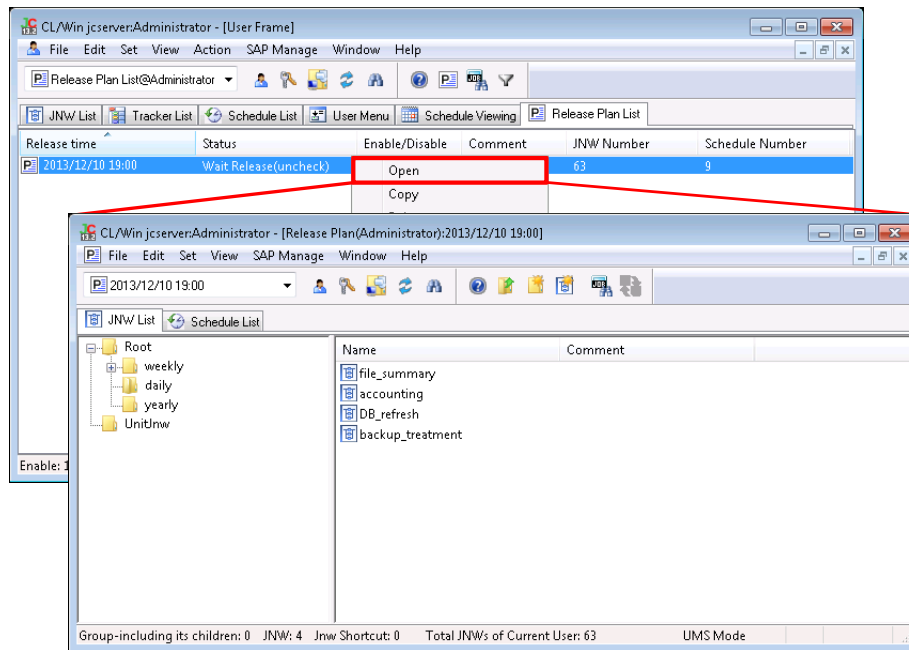 CL/Win jcserver:Administrator - [User Frame]
File Edit Set View Action SAP Manage Window Help
Release Plan List@Administrator
JNW List Tracker List Schedule List User Menu Schedule Viewing Release Plan List
Release time Status Enable/Disable Comment JNW Number Schedule Number
2013/12/10 19:00 Wait Release(uncheck) 63 9
Open
Copy
CL/Win jcserver:Administrator - [Release Plan(Administrator):2013/12/10 19:00]
File Edit Set View SAP Manage Window Help
2013/12/10 19:00
JNW List Schedule List
Root
weekly
daily
yearly
UnitJnw
Name Comment
file_summary
accounting
DB_refresh
backup_treatment
Enable: 1
Group-including its children: 0 JNW: 4 Jnw Shortcut: 0 Total JNWs of Current User: 63 UMS Mode